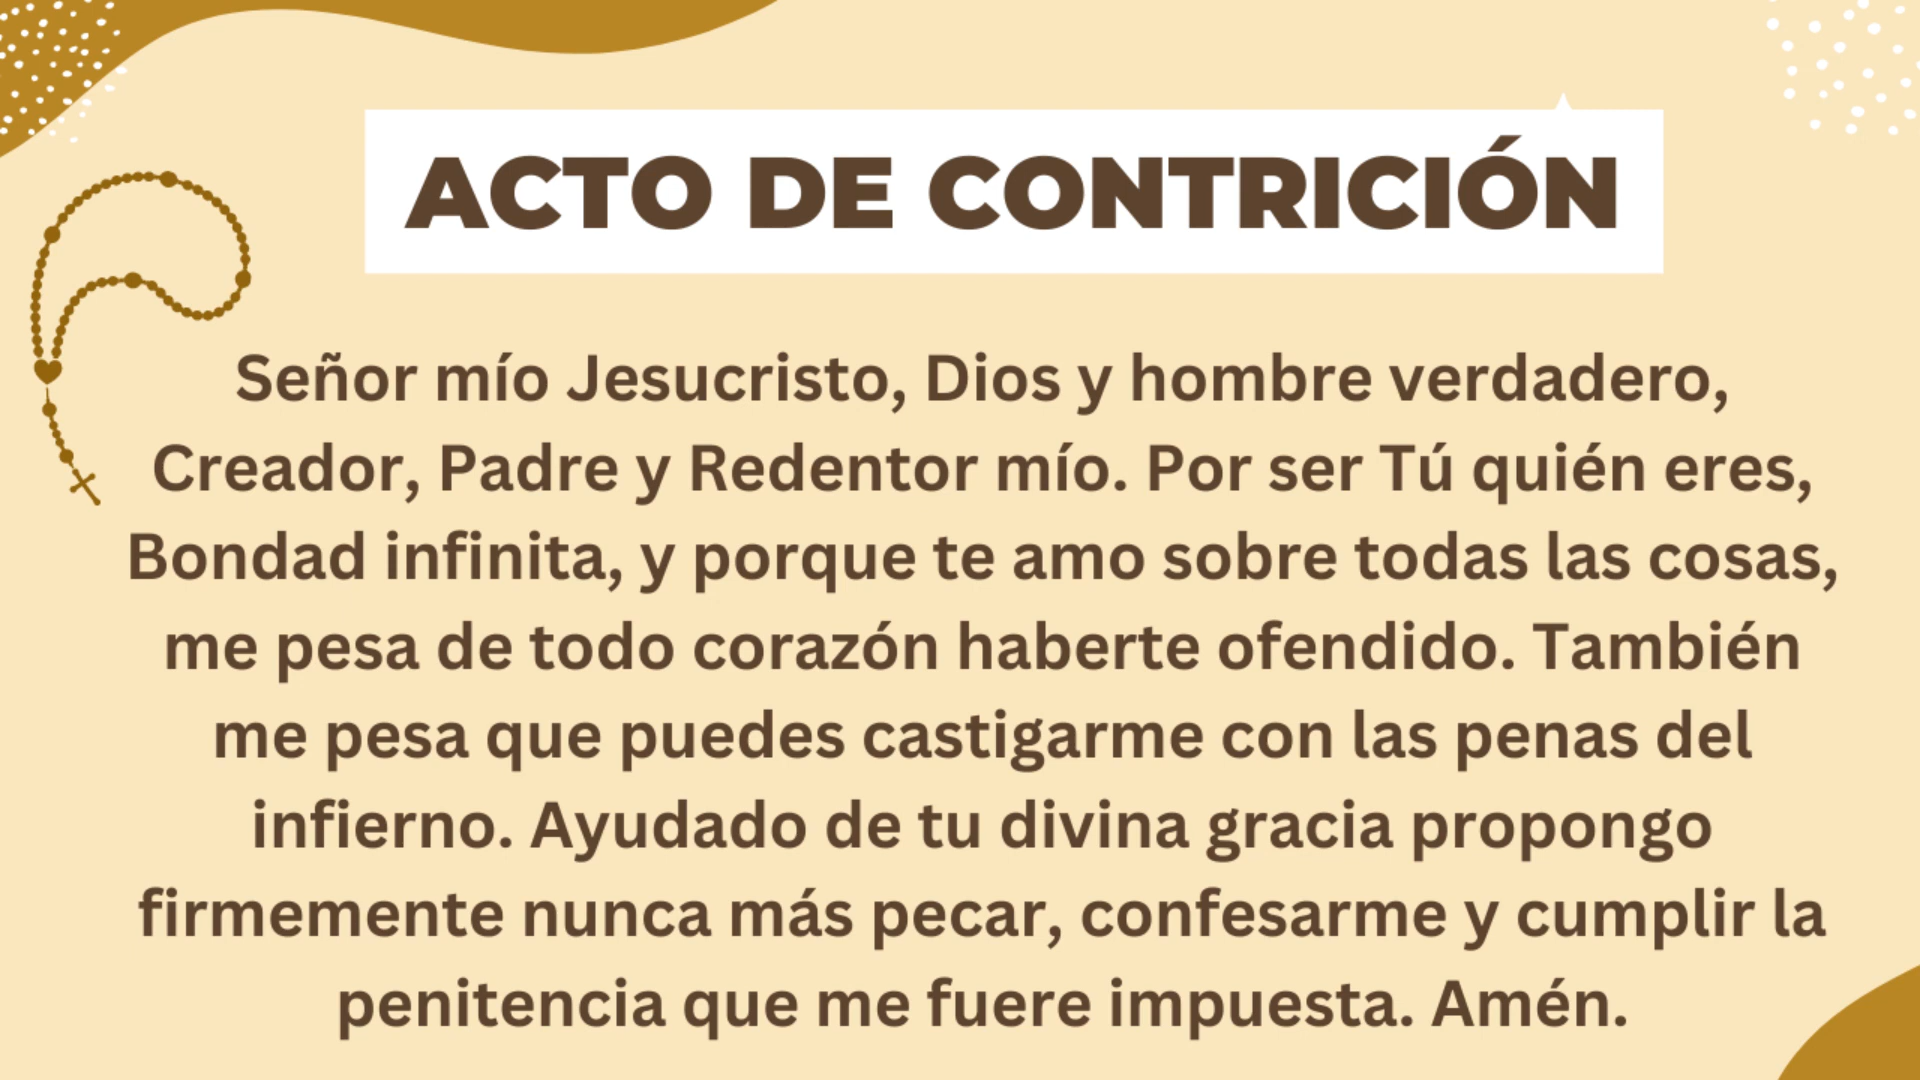 ACTO DE CONTRICIÓN
Señor mío Jesucristo, Dios y hombre verdadero,
Creador, Padre y Redentor mío. Por ser Tú quién eres,
Bondad infinita, y porque te amo sobre todas las cosas,
me pesa de todo corazón haberte ofendido. También
me pesa que puedes castigarme con las penas del
infierno. Ayudado de tu divina gracia propongo
firmemente nunca más pecar, confesarme y cumplir la
penitencia que me fuere impuesta. Amén.